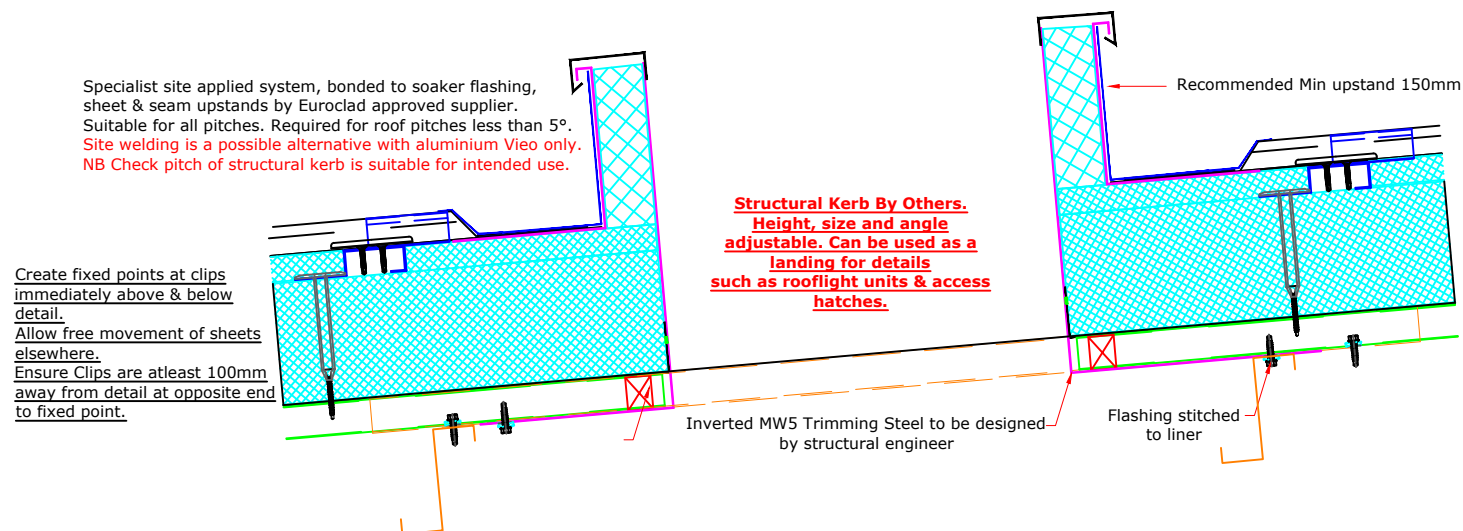 Specialist site applied system, bonded to soaker flashing,
sheet & seam upstands by Euroclad approved supplier.
Suitable for all pitches. Required for roof pitches less than 5°.
Site welding is a possible alternative with aluminium Vieo only.
NB Check pitch of structural kerb is suitable for intended use.
Recommended Min upstand 150mm
Structural Kerb By Others.
Height, size and angle
adjustable. Can be used as a
landing for details
such as rooflight units & access
hatches.
Create fixed points at clips
immediately above & below
detail.
Allow free movement of sheets
elsewhere.
Ensure Clips are atleast 100mm
away from detail at opposite end
to fixed point.
Inverted MW5 Trimming Steel to be designed
by structural engineer
Flashing stitched
to liner